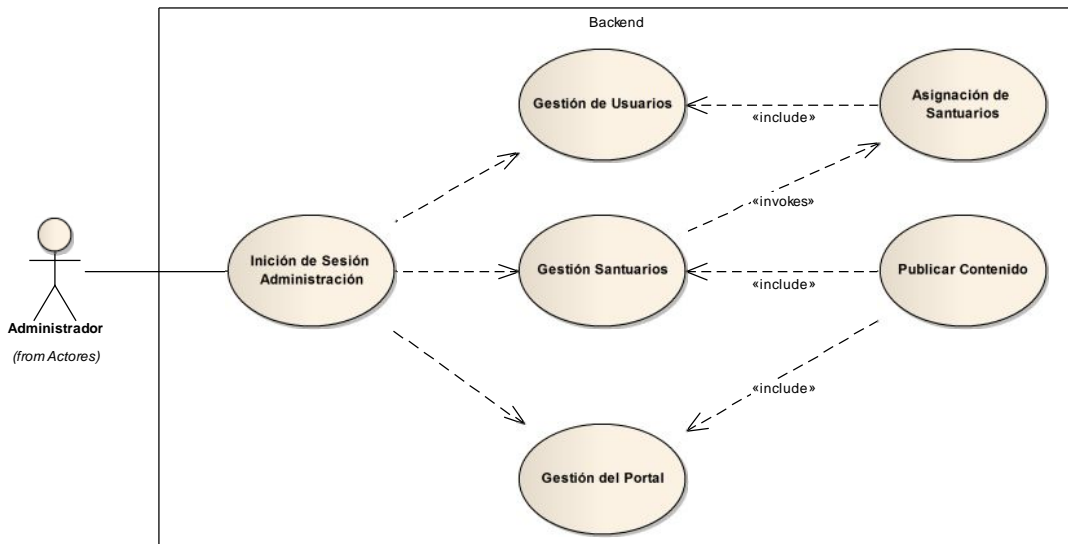 Backend
Gestión de Usuarios
Asignación de
Santuarios
«include»
«invokes»
Inición de Sesión
Administración
Gestión Santuarios
Publicar Contenido
«include»
Administrador
(from Actores)
«include»
Gestión del Portal